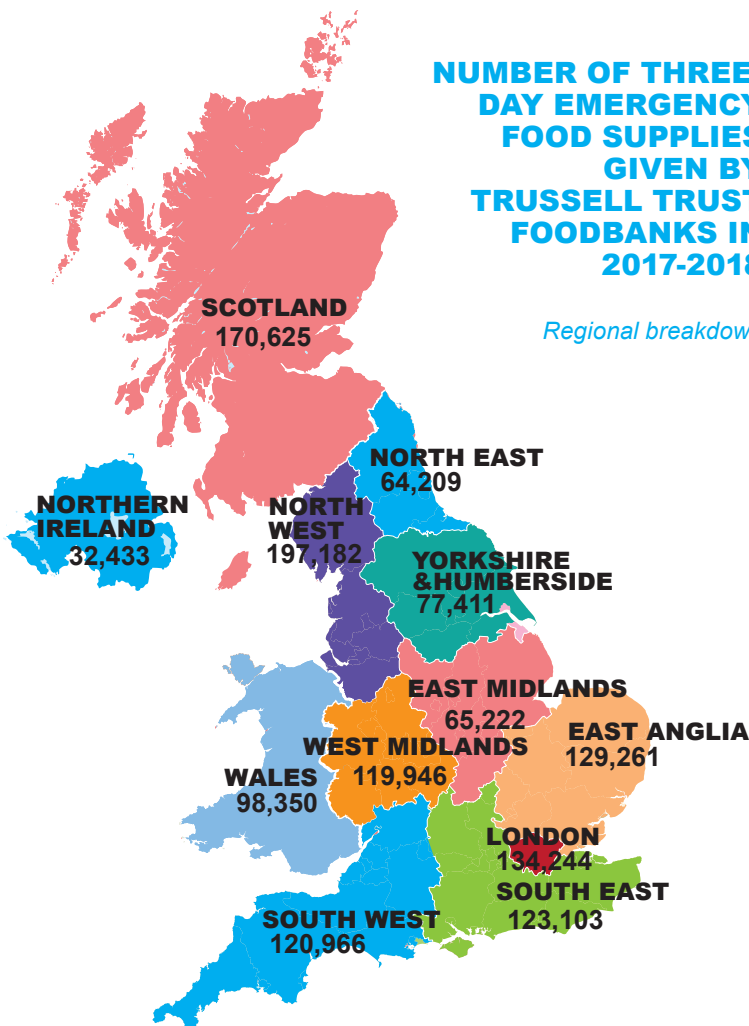 NUMBER OF THREE
DAY EMERGENCY
FOOD SUPPLIES
GIVEN BY
TRUSSELL TRUST
FOODBANKS IN
2017-2018
Regional breakdow
SCOTLAND
170,625
NORTH EAST
64,209
NORTHERN
IRELAND
32,433
NORTH
WEST
197,182
YORKSHIRE
&HUMBERSIDE
77,411
EAST MIDLANDS
65,222
EAST ANGLIA
129,261
WEST MIDLANDS
119,946
WALES
98,350
LONDON
134,244
SOUTH EAST
123,103
SOUTH WEST
120,966